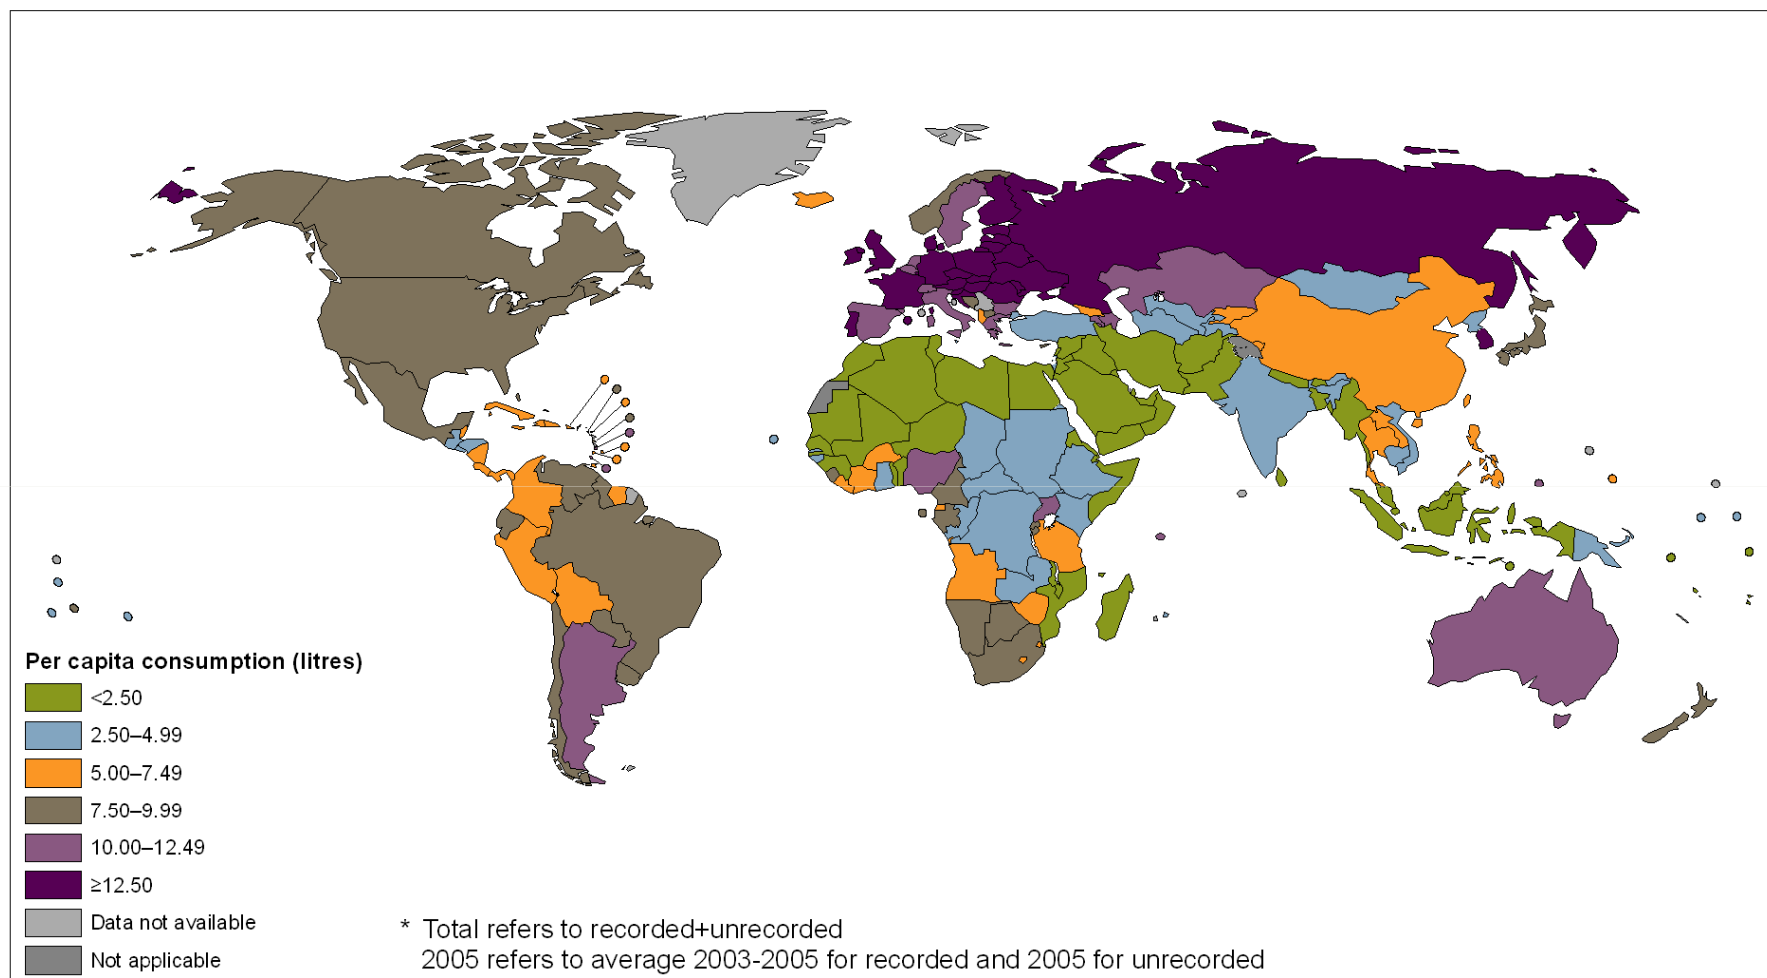 Per capita consumption (litres)
<2.50
2.50–4.99
5.00–7.49
7.50–9.99
10.00–12.49
≥12.50
Data not available
Not applicable
* Total refers to recorded+unrecorded
2005 refers to average 2003-2005 for recorded and 2005 for unrecorded